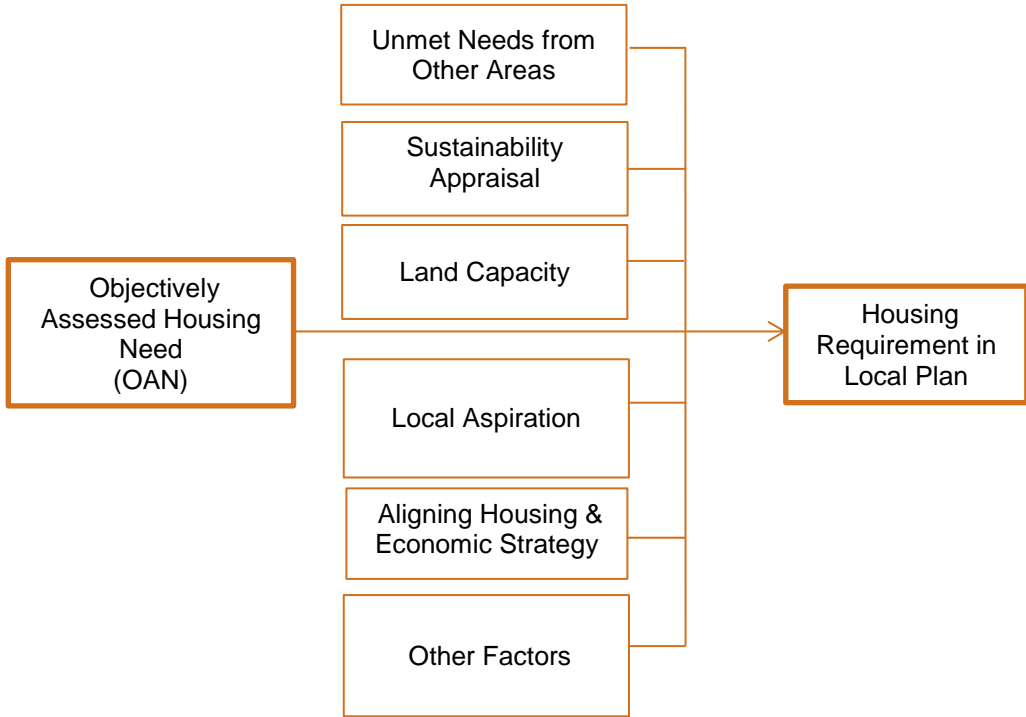 Unmet Needs from
Other Areas
Sustainability
Appraisal
Land Capacity
Objectively
Assessed Housing
Need
(OAN)
Housing
Requirement in
Local Plan
Local Aspiration
Aligning Housing &
Economic Strategy
Other Factors